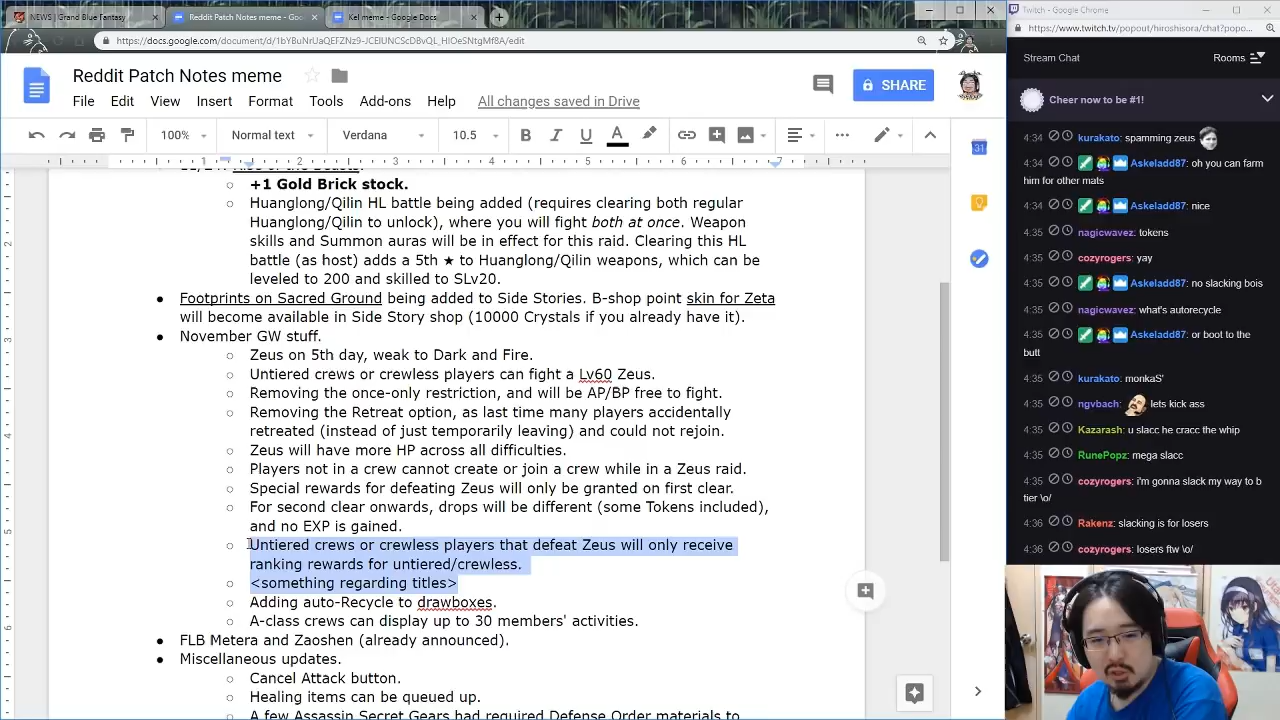 NEWS | Grand Blue Fantasy
Reddit Patch Notes meme - Goo
Kel meme - Google Docs
Twitch - Google Chrome
https://www.twitch.tv/popout/hiroshisora/chat?popo...
Reddit Patch Notes meme
File Edit View Insert Format Tools Add-ons Help All changes saved in Drive
SHARE
100% Normal text Verdana 10.5 B I U A
1 2 3 4 5 6 7
+1 Gold Brick stock.
Huanglong/Qilin HL battle being added (requires clearing both regular
Huanglong/Qilin to unlock), where you will fight both at once. Weapon
skills and Summon auras will be in effect for this raid. Clearing this HL
battle (as host) adds a 5th ★ to Huanglong/Qilin weapons, which can be
leveled to 200 and skilled to SLv20.
Footprints on Sacred Ground being added to Side Stories. B-shop point skin for Zeta
will become available in Side Story shop (10000 Crystals if you already have it).
November GW stuff.
Zeus on 5th day, weak to Dark and Fire.
Untiered crews or crewless players can fight a Lv60 Zeus.
Removing the once-only restriction, and will be AP/BP free to fight.
Removing the Retreat option, as last time many players accidentally
retreated (instead of just temporarily leaving) and could not rejoin.
Zeus will have more HP across all difficulties.
Players not in a crew cannot create or join a crew while in a Zeus raid.
Special rewards for defeating Zeus will only be granted on first clear.
For second clear onwards, drops will be different (some Tokens included),
and no EXP is gained.
Untiered crews or crewless players that defeat Zeus will only receive
ranking rewards for untiered/crewless.
<something regarding titles>
Adding auto-Recycle to drawboxes.
A-class crews can display up to 30 members' activities.
FLB Metera and Zaoshen (already announced).
Miscellaneous updates.
Cancel Attack button.
Healing items can be queued up.
A few Assassin Secret Gears had required Defense Order materials to
31
Stream Chat
Rooms
Cheer now to be #1!
4:34 kurakato: spamming zeus
4:34 Askeladd87: oh you can farm
him for other mats
4:34 Askeladd87: nice
4:35 nagicwavez: tokens
4:35 cozyrogers: yay
4:35 Askeladd87: no slacking bois
4:35 nagicwavez: what's autorecycle
4:35 Askeladd87: or boot to the
butt
4:35 kurakato: monkaS'
4:35 ngvbach: lets kick ass
4:35 Kazarash: u slacc he cracc the whip
4:35 RunePopz: mega slacc
4:35 cozyrogers: i'm gonna slack my way to b
tier \o/
4:36 Rakenz: slacking is for losers
4:36 cozyrogers: losers ftw \o/